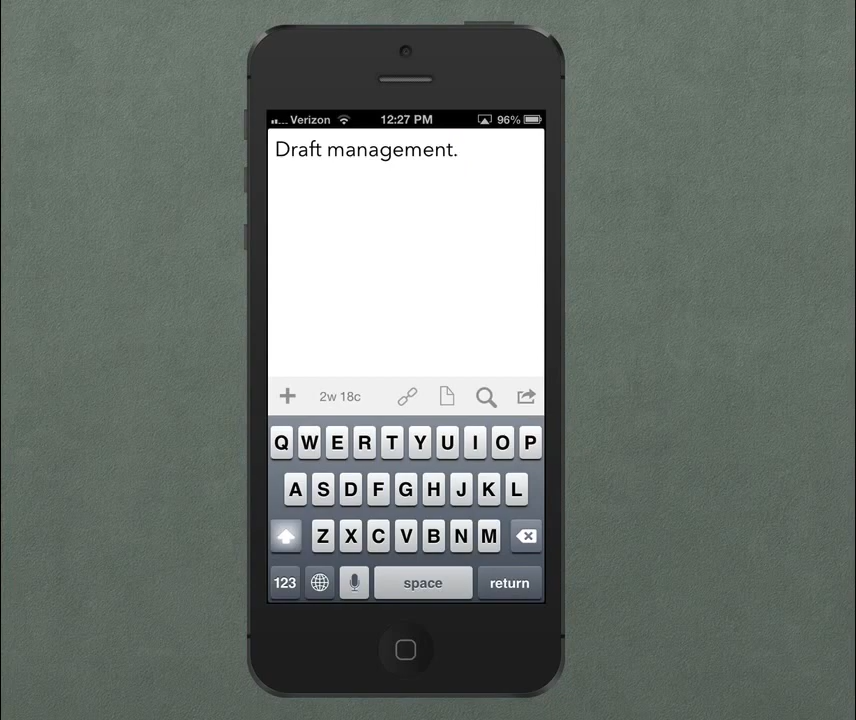 Verizon 12:27 PM 96%
Draft management.
2w 18c
Q W E R T Y U I O P
A S D F G H J K L
Z X C V B N M
123 space return